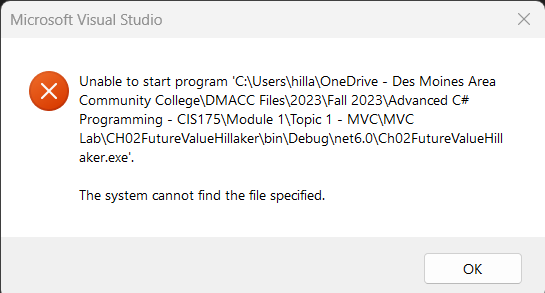 Microsoft Visual Studio
Unable to start program 'C:\Users\hilla\OneDrive - Des Moines Area
Community College\DMACC Files\2023\Fall 2023\Advanced C#
Programming - CIS175\Module 1\Topic 1 - MVC\MVC
Lab\CH02FutureValueHillaker\bin\Debug\net6.0\Ch02FutureValueHill
aker.exe'.
The system cannot find the file specified.
OK